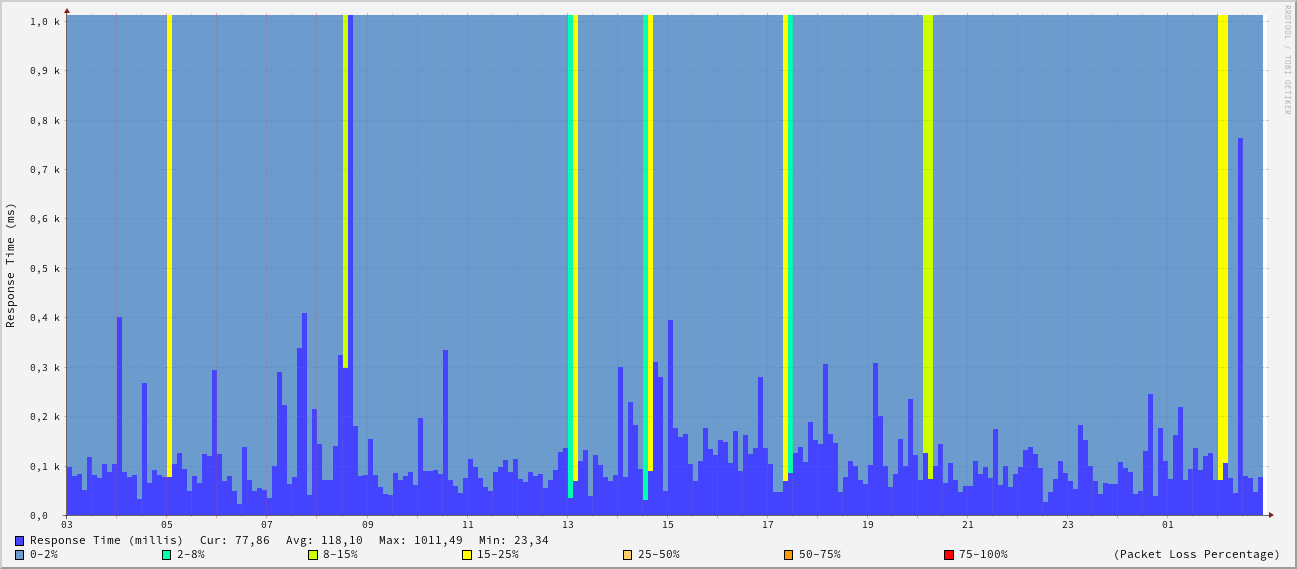 RRDTOOL / TOBI OETIKER
Response Time (ms)
1,0 k
0,9 k
0,8 k
0,7 k
0,6 k
0,5 k
0,4 k
0,3 k
0,2 k
0,1 k
0,0
03 05 07 09 11 13 15 17 19 21 23 01
Response Time (millis) Cur: 77,86 Avg: 118,10 Max: 1011,49 Min: 23,34
0-2% 2-8% 8-15% 15-25% 25-50% 50-75% 75-100% (Packet Loss Percentage)